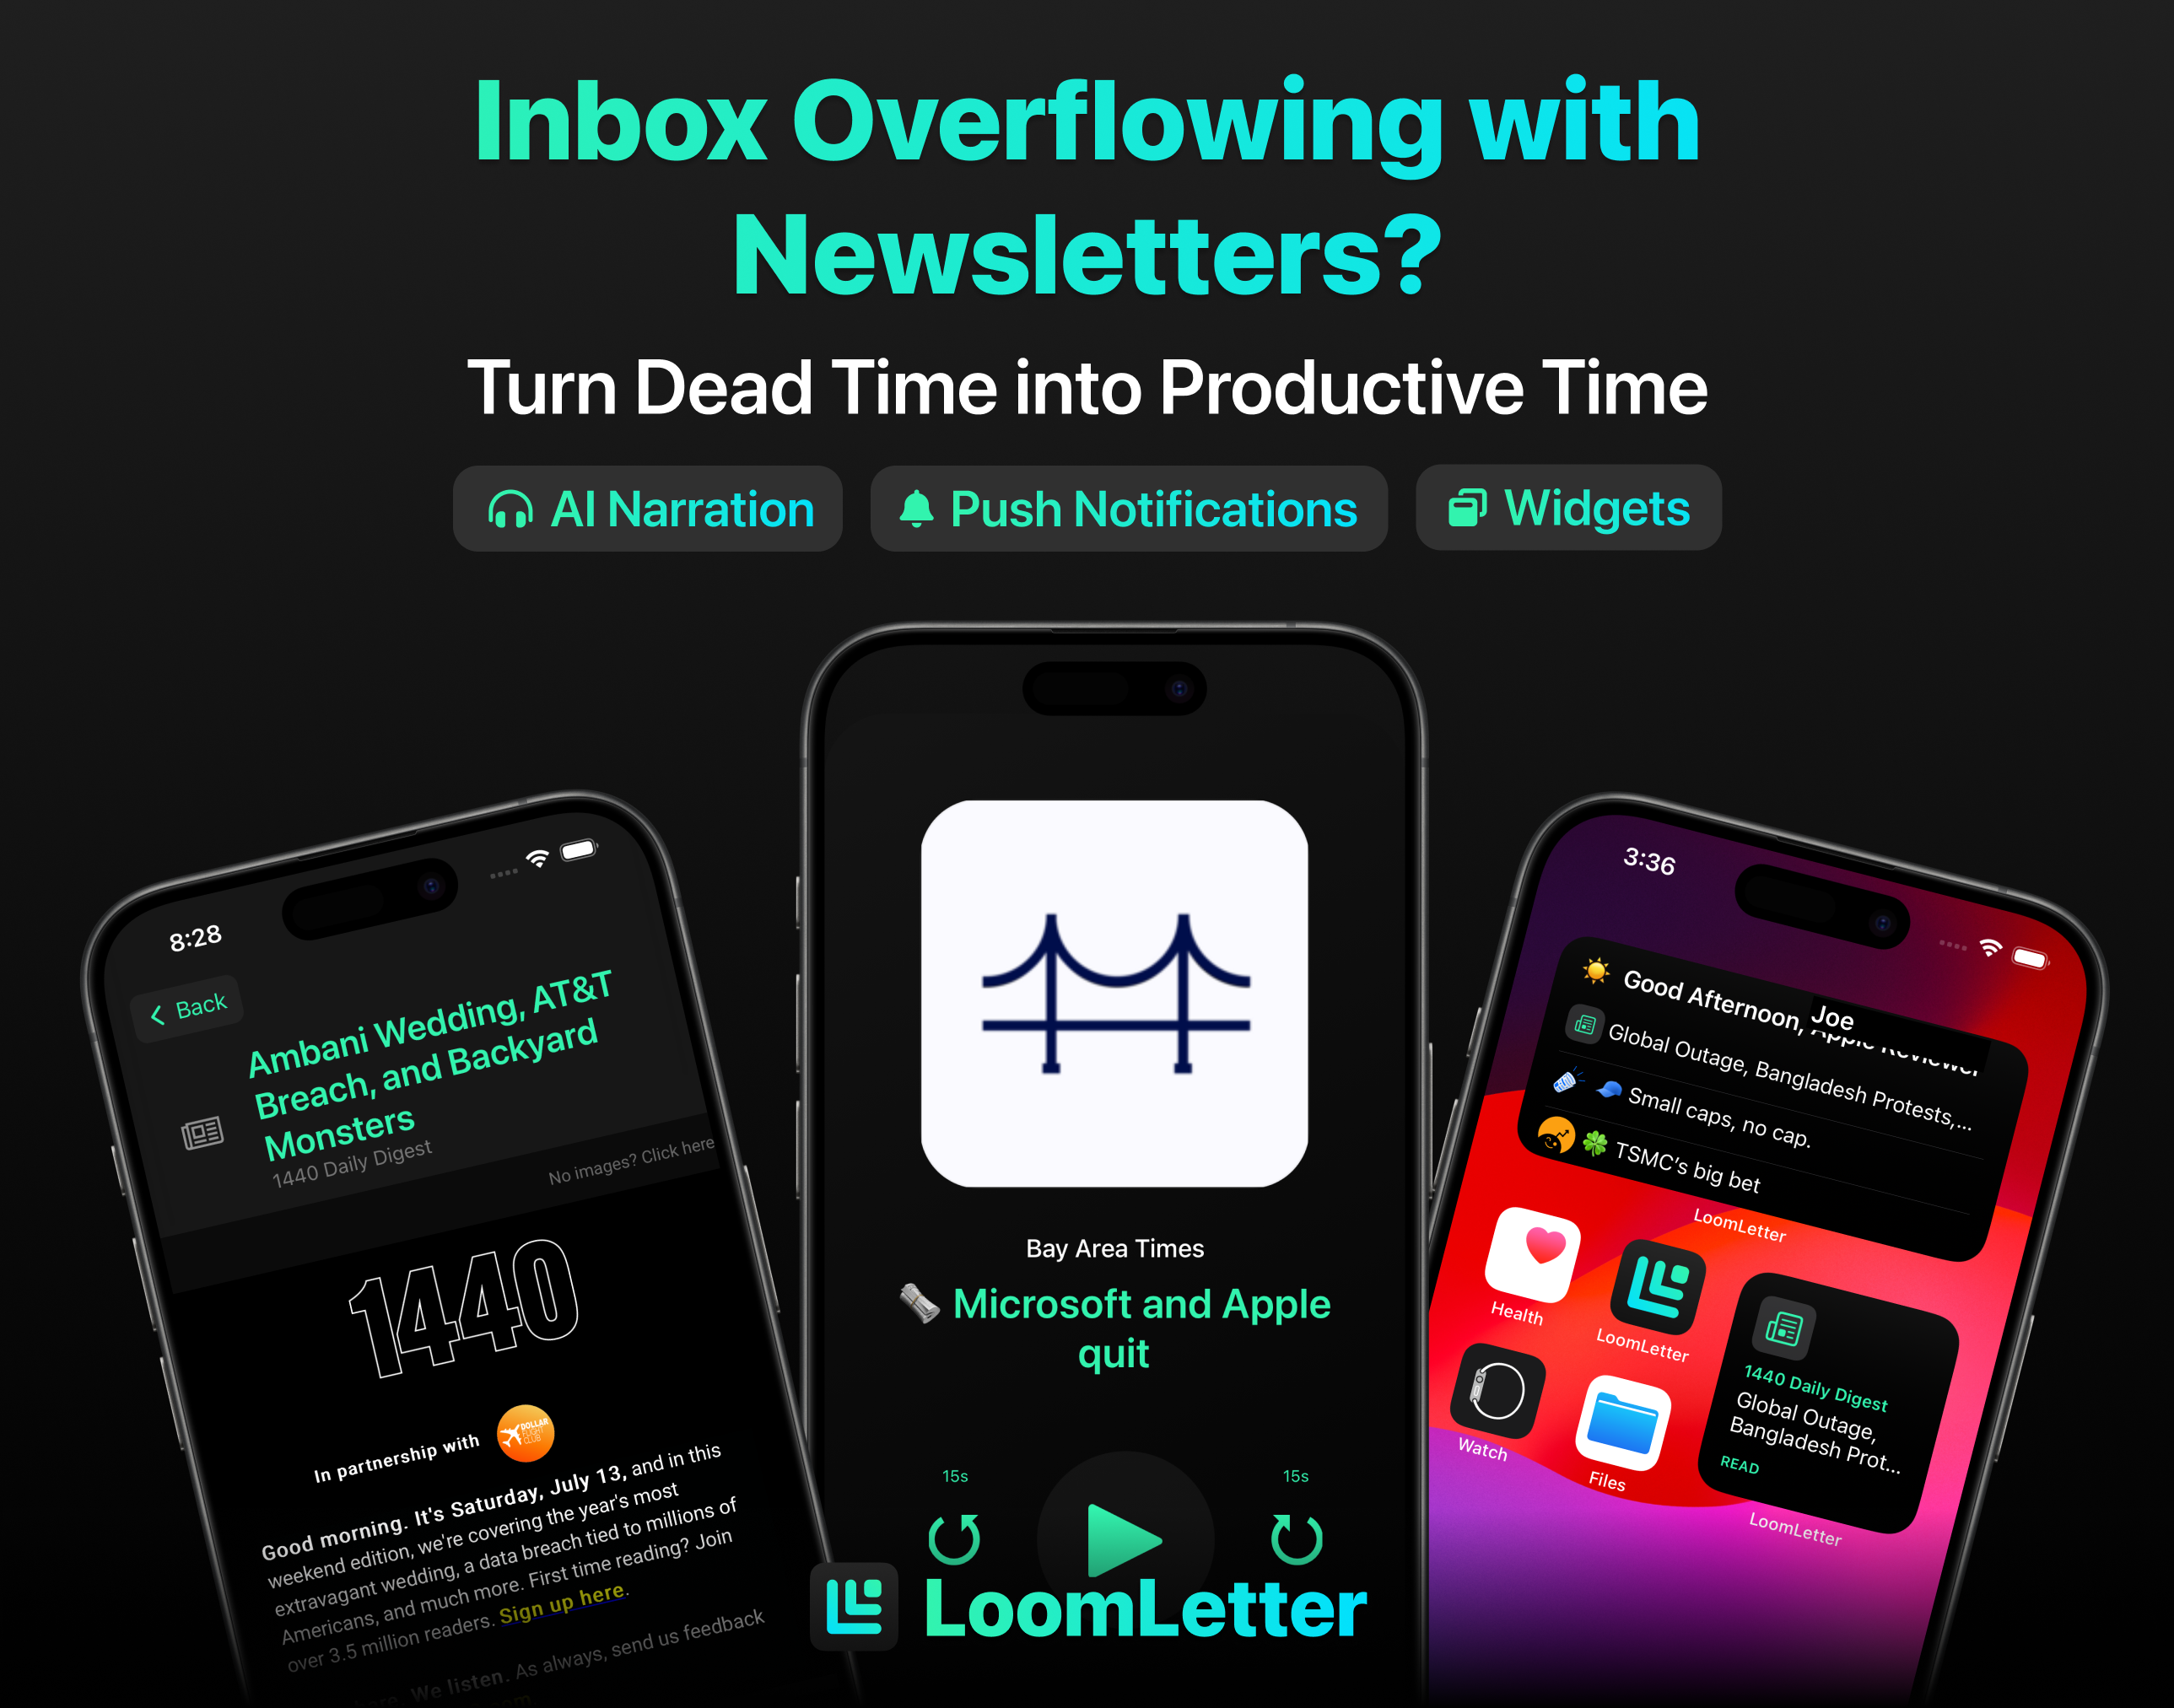 Inbox Overflowing with
Newsletters?
Turn Dead Time into Productive Time
AI Narration
Push Notifications
Widgets
8:28
Back
Ambani Wedding, AT&T
Breach, and Backyard
Monsters
1440 Daily Digest
No images? Click here
1440
In partnership with
DOLLAR
FLIGHT
CLUB
Good morning. It's Saturday, July 13, and in this
weekend edition, we're covering the year's most
extravagant wedding, a data breach tied to millions of
Americans, and much more. First time reading? Join
over 3.5 million readers. Sign up here.
here. We listen. As always, send us feedback
Bay Area Times
Microsoft and Apple
quit
15s
15s
LoomLetter
3:36
Good Afternoon, Joe
Apple Reviewer
Global Outage, Bangladesh Protests,...
Small caps, no cap.
TSMC's big bet
LoomLetter
Health
LoomLetter
Watch
Files
1440 Daily Digest
Global Outage,
Bangladesh Prot...
READ
LoomLetter